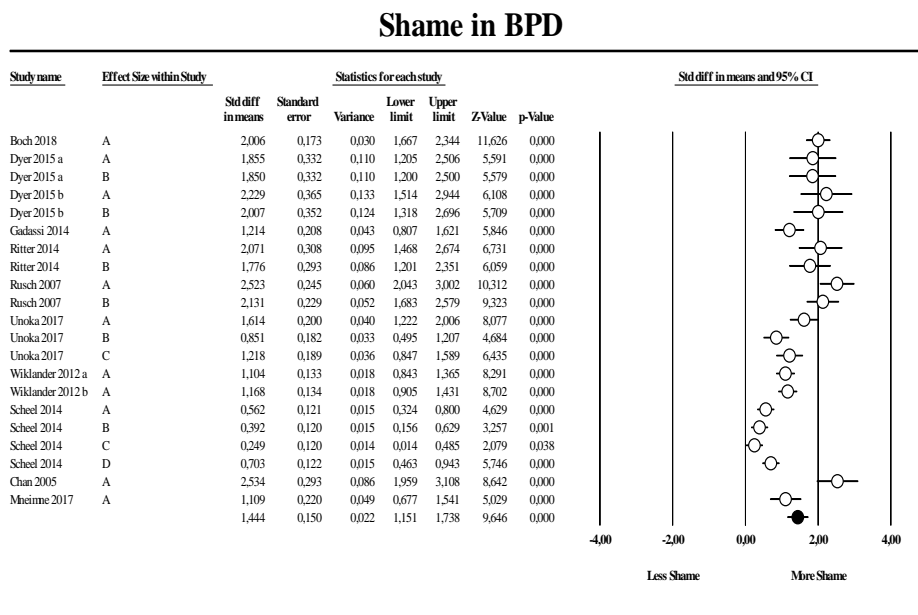 Shame in BPD
Study name Effect Size within Study Statistics for each study Std diff in means and 95% CI
Std diff Standard Lower Upper
in means error Variance limit limit Z-Value p-Value
Boch 2018 A 2,006 0,173 0,030 1,667 2,344 11,626 0,000
Dyer 2015 a A 1,855 0,332 0,110 1,205 2,506 5,591 0,000
Dyer 2015 a B 1,850 0,332 0,110 1,200 2,500 5,579 0,000
Dyer 2015 b A 2,229 0,365 0,133 1,514 2,944 6,108 0,000
Dyer 2015 b B 2,007 0,352 0,124 1,318 2,696 5,709 0,000
Gadassi 2014 A 1,214 0,208 0,043 0,807 1,621 5,846 0,000
Ritter 2014 A 2,071 0,308 0,095 1,468 2,674 6,731 0,000
Ritter 2014 B 1,776 0,293 0,086 1,201 2,351 6,059 0,000
Rusch 2007 A 2,523 0,245 0,060 2,043 3,002 10,312 0,000
Rusch 2007 B 2,131 0,229 0,052 1,683 2,579 9,323 0,000
Unoka 2017 A 1,614 0,200 0,040 1,222 2,006 8,077 0,000
Unoka 2017 B 0,851 0,182 0,033 0,495 1,207 4,684 0,000
Unoka 2017 C 1,218 0,189 0,036 0,847 1,589 6,435 0,000
Wiklander 2012 a A 1,104 0,133 0,018 0,843 1,365 8,291 0,000
Wiklander 2012 b A 1,168 0,134 0,018 0,905 1,431 8,702 0,000
Scheel 2014 A 0,562 0,121 0,015 0,324 0,800 4,629 0,000
Scheel 2014 B 0,392 0,120 0,015 0,156 0,629 3,257 0,001
Scheel 2014 C 0,249 0,120 0,014 0,014 0,485 2,079 0,038
Scheel 2014 D 0,703 0,122 0,015 0,463 0,943 5,746 0,000
Chan 2005 A 2,534 0,293 0,086 1,959 3,108 8,642 0,000
Mneimne 2017 A 1,109 0,220 0,049 0,677 1,541 5,029 0,000
1,444 0,150 0,022 1,151 1,738 9,646 0,000
-4,00 -2,00 0,00 2,00 4,00
Less Shame More Shame